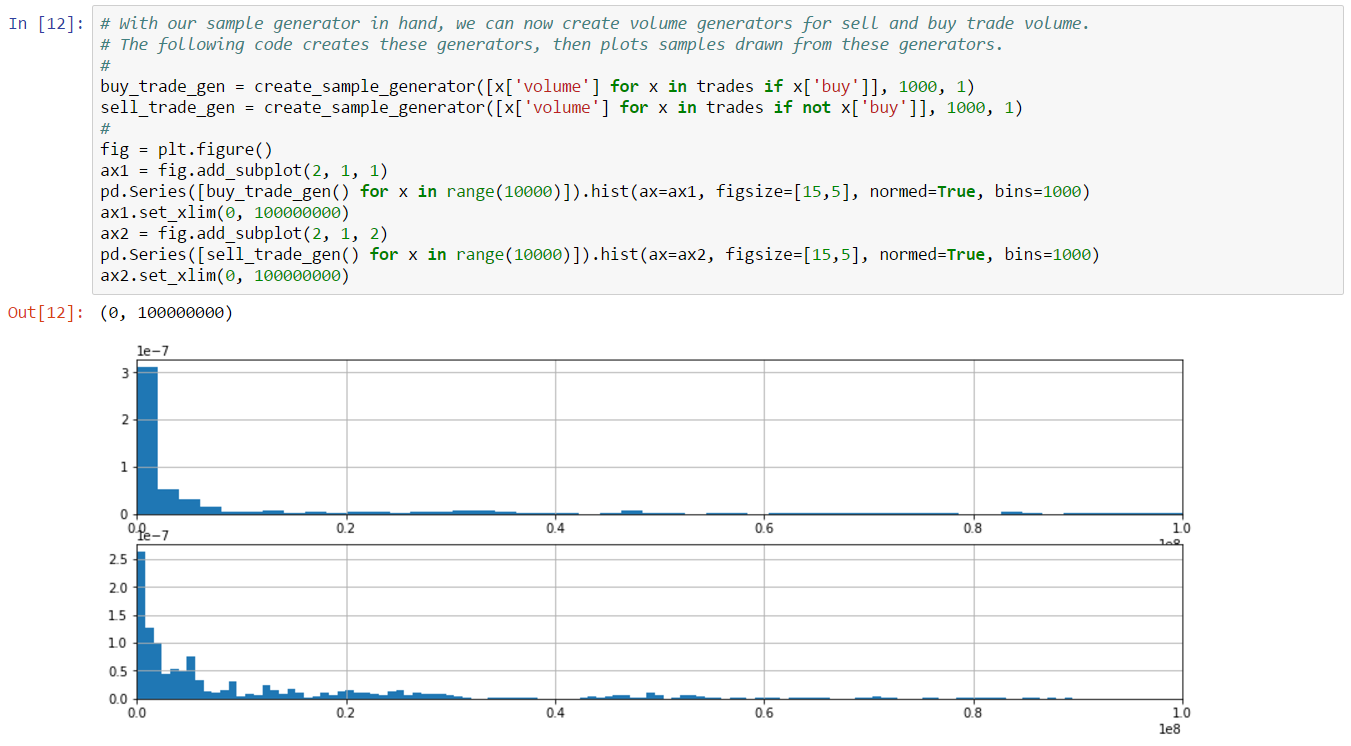 In [12]: # With our sample generator in hand, we can now create volume generators for sell and buy trade volume.
# The following code creates these generators, then plots samples drawn from these generators.
#
buy_trade_gen = create_sample_generator([x['volume'] for x in trades if x['buy']], 1000, 1)
sell_trade_gen = create_sample_generator([x['volume'] for x in trades if not x['buy']], 1000, 1)
#
fig = plt.figure()
ax1 = fig.add_subplot(2, 1, 1)
pd.Series([buy_trade_gen() for x in range(10000)]).hist(ax=ax1, figsize=[15,5], normed=True, bins=1000)
ax1.set_xlim(0, 100000000)
ax2 = fig.add_subplot(2, 1, 2)
pd.Series([sell_trade_gen() for x in range(10000)]).hist(ax=ax2, figsize=[15,5], normed=True, bins=1000)
ax2.set_xlim(0, 100000000)
Out[12]: (0, 100000000)
1e-7
3
2
1
0
0.0 0.2 0.4 0.6 0.8 1.0
1e-7 1e8
2.5
2.0
1.5
1.0
0.5
0.0
0.0 0.2 0.4 0.6 0.8 1.0
1e8